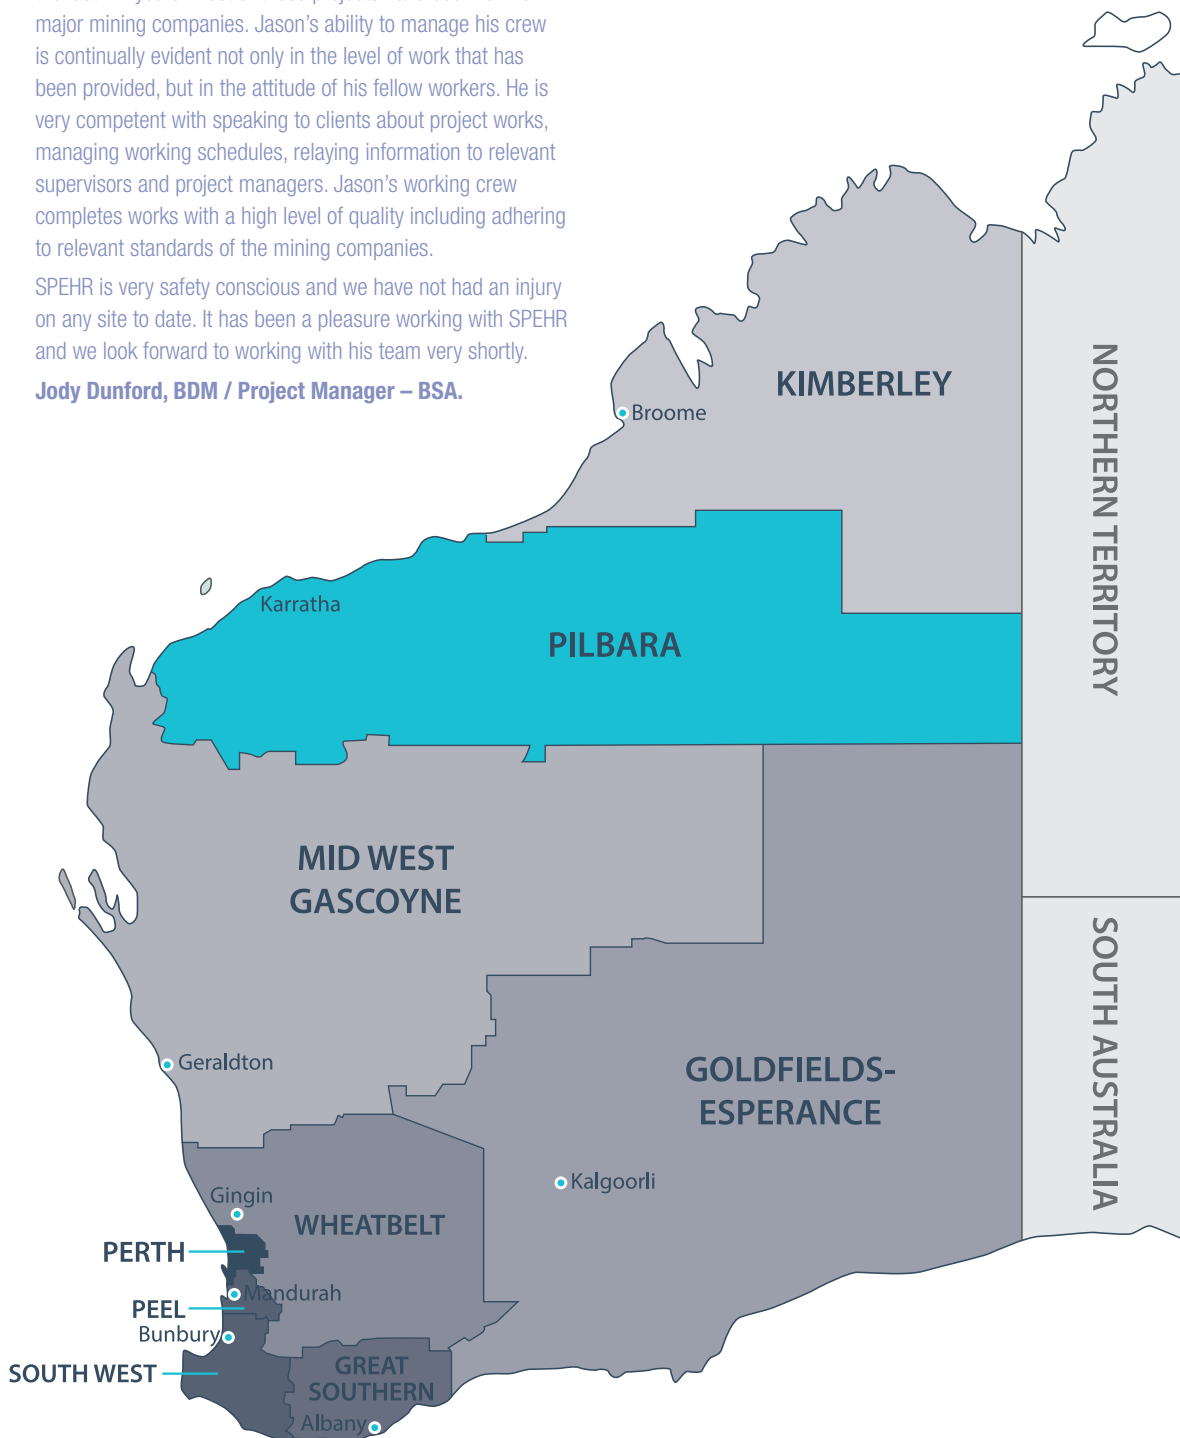 major mining companies. Jason’s ability to manage his crew
is continually evident not only in the level of work that has
been provided, but in the attitude of his fellow workers. He is
very competent with speaking to clients about project works,
managing working schedules, relaying information to relevant
supervisors and project managers. Jason’s working crew
completes works with a high level of quality including adhering
to relevant standards of the mining companies.
SPEHR is very safety conscious and we have not had an injury
on any site to date. It has been a pleasure working with SPEHR
and we look forward to working with his team very shortly.
Jody Dunford, BDM / Project Manager – BSA.
KIMBERLEY
Broome
NORTHERN TERRITORY
Karratha
PILBARA
MID WEST
GASCOYNE
SOUTH AUSTRALIA
Geraldton
GOLDFIELDS-
ESPERANCE
Kalgoorli
Gingin
WHEATBELT
PERTH
Mandurah
PEEL
Bunbury
SOUTH WEST
GREAT
SOUTHERN
Albany